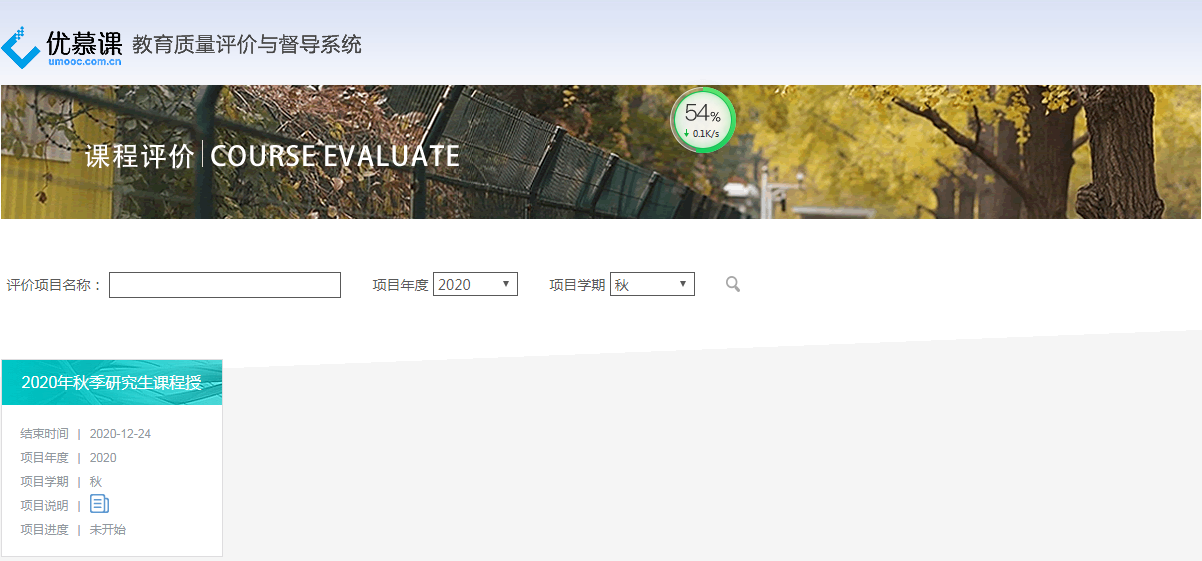 优慕课
umooc.com.cn
教育质量评价与督导系统
54%
0.1K/s
课程评价|COURSE EVALUATE
评价项目名称： 项目年度 2020 项目学期 秋
2020年秋季研究生课程授
结束时间 | 2020-12-24
项目年度 | 2020
项目学期 | 秋
项目说明 |
项目进度 | 未开始